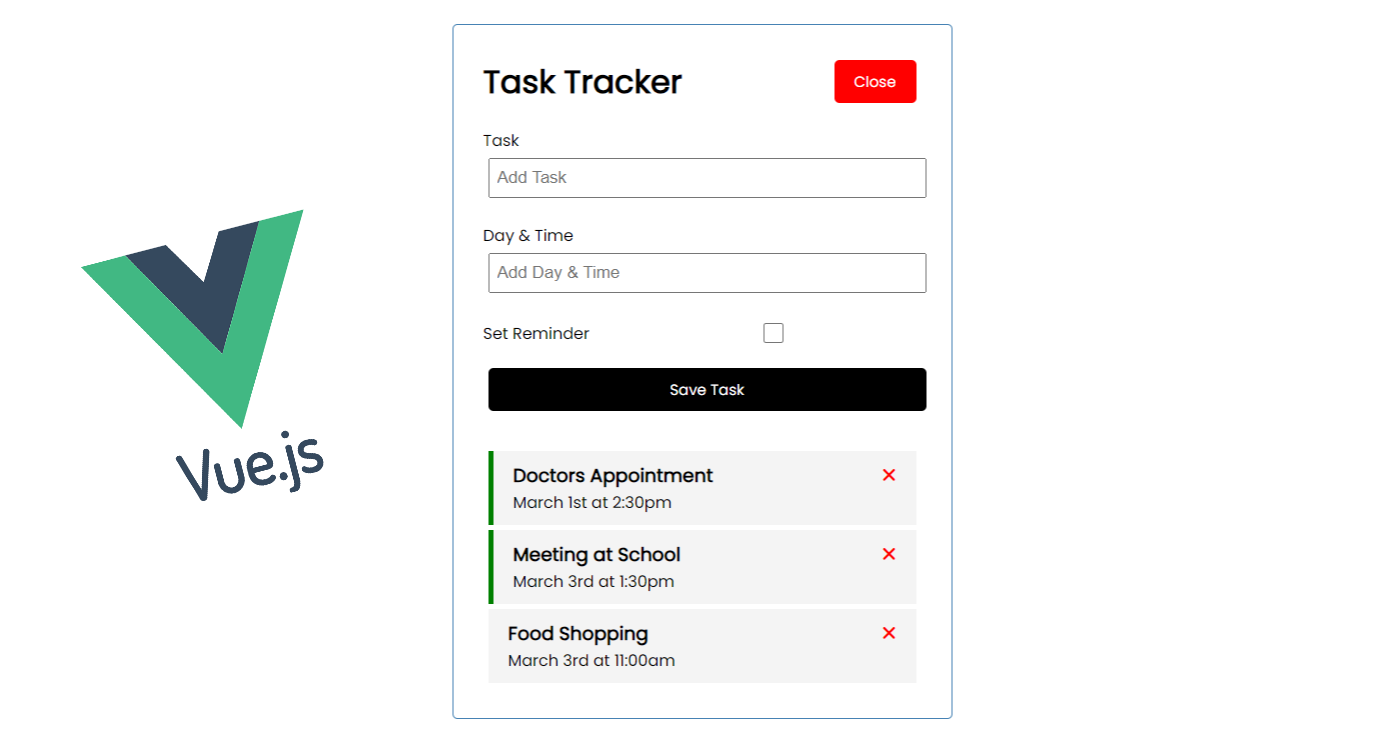 Task Tracker
Close
Task
Add Task
Day & Time
Add Day & Time
Set Reminder
Save Task
Vue.js
Doctors Appointment
March 1st at 2:30pm
Meeting at School
March 3rd at 1:30pm
Food Shopping
March 3rd at 11:00am